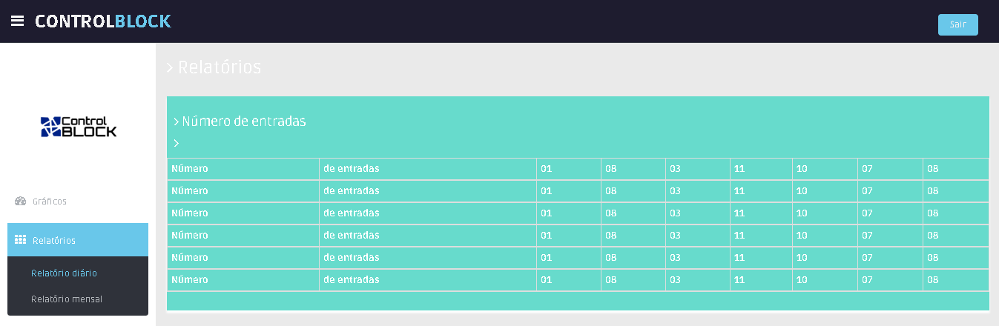 CONTROLBLOCK
Sair
Control
BLOCK
Gráficos
Relatórios
Relatório diário
Relatório mensal
> Relatórios
> Número de entradas
>
Número de entradas 01 08 03 11 10 07 08
Número de entradas 01 08 03 11 10 07 08
Número de entradas 01 08 03 11 10 07 08
Número de entradas 01 08 03 11 10 07 08
Número de entradas 01 08 03 11 10 07 08
Número de entradas 01 08 03 11 10 07 08